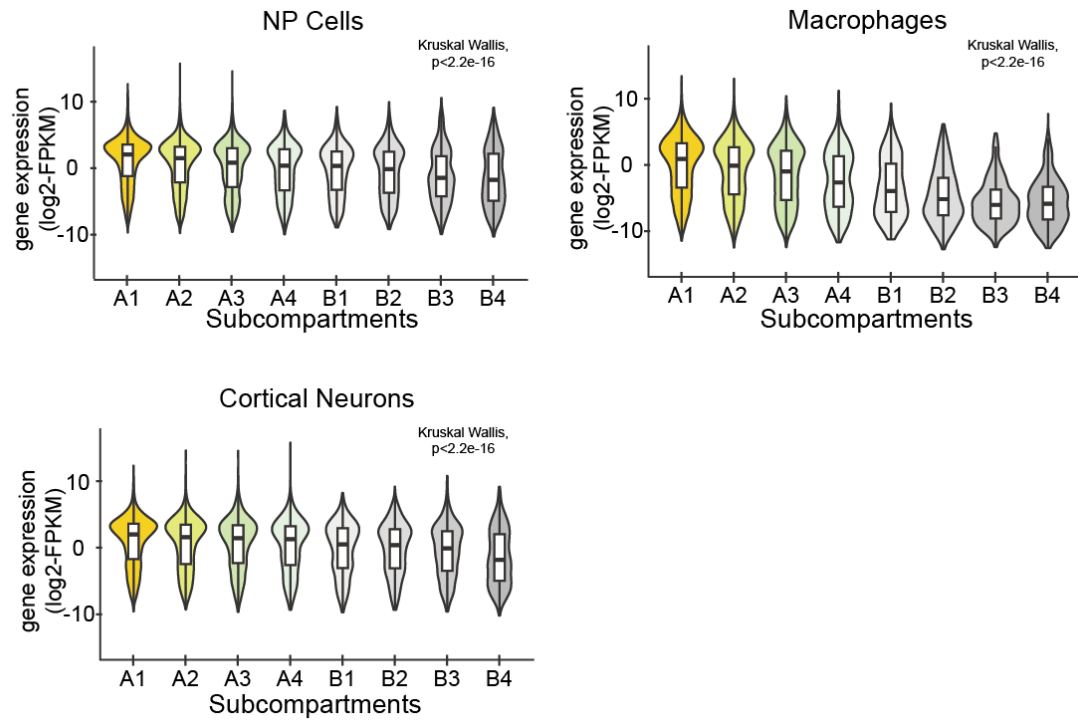 NP Cells
Kruskal Wallis,
p<2.2e-16
gene expression
(log2-FPKM)
10
0
-10
A1 A2 A3 A4 B1 B2 B3 B4
Subcompartments
Macrophages
Kruskal Wallis,
p<2.2e-16
gene expression
(log2-FPKM)
10
0
-10
A1 A2 A3 A4 B1 B2 B3 B4
Subcompartments
Cortical Neurons
Kruskal Wallis,
p<2.2e-16
gene expression
(log2-FPKM)
10
0
-10
A1 A2 A3 A4 B1 B2 B3 B4
Subcompartments